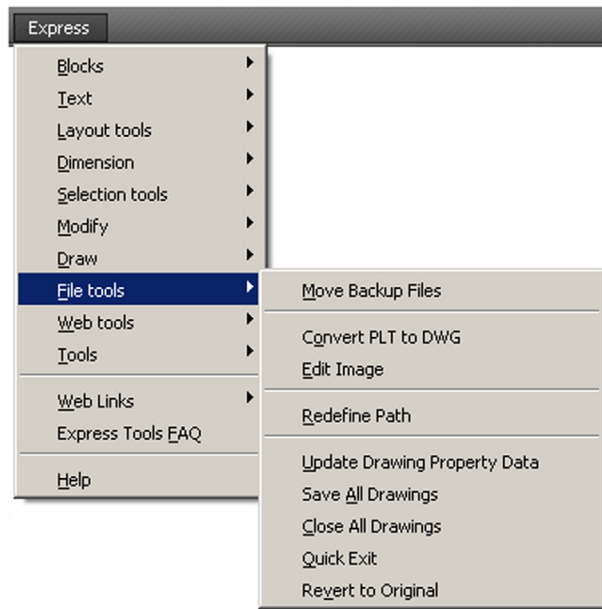 Express
Blocks
Text
Layout tools
Dimension
Selection tools
Modify
Draw
File tools
Web tools
Tools
Web Links
Express Tools FAQ
Help
Move Backup Files
Convert PLT to DWG
Edit Image
Redefine Path
Update Drawing Property Data
Save All Drawings
Close All Drawings
Quick Exit
Revert to Original